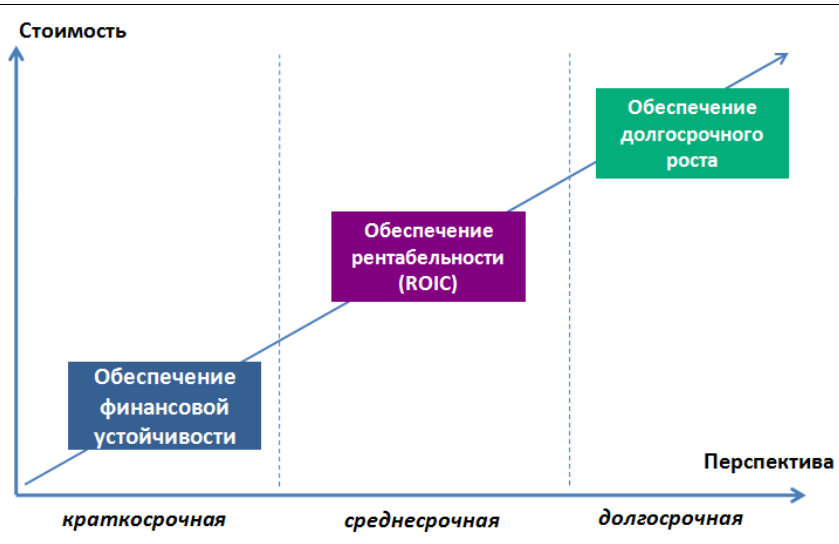 Стоимость
Обеспечение
долгосрочного
роста
Обеспечение
рентабельности
(ROIC)
Обеспечение
финансовой
устойчивости
Перспектива
краткосрочная
среднесрочная
долгосрочная